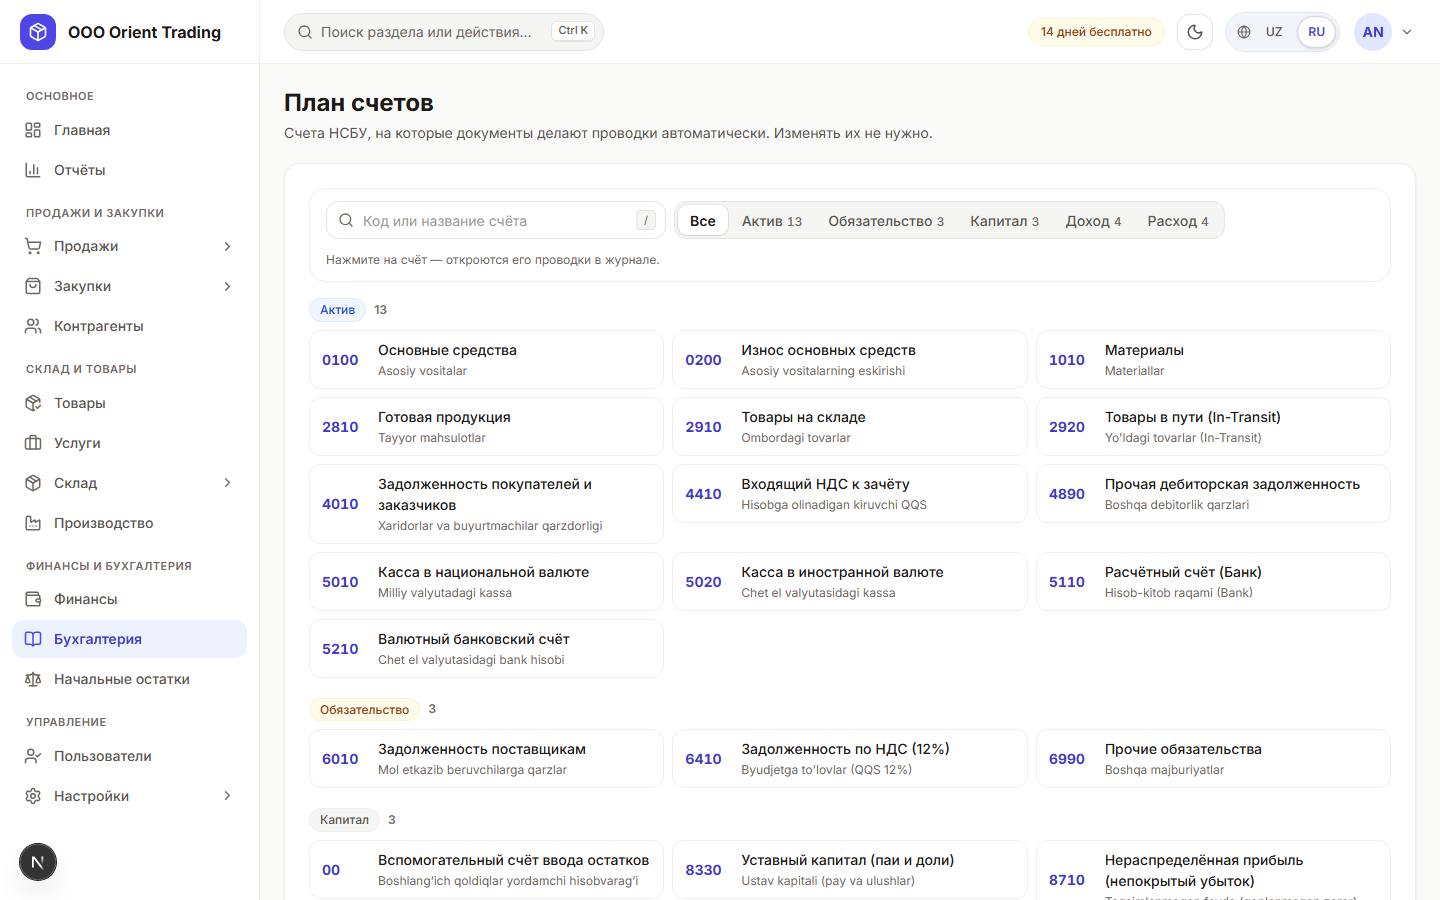 ООО Orient Trading
Поиск раздела или действия...
Ctrl K
14 дней бесплатно
UZ
RU
AN
ОСНОВНОЕ
Главная
Отчёты
ПРОДАЖИ И ЗАКУПКИ
Продажи
Закупки
Контрагенты
СКЛАД И ТОВАРЫ
Товары
Услуги
Склад
Производство
ФИНАНСЫ И БУХГАЛТЕРИЯ
Финансы
Бухгалтерия
Начальные остатки
УПРАВЛЕНИЕ
Пользователи
Настройки
N
План счетов
Счета НСБУ, на которые документы делают проводки автоматически. Изменять их не нужно.
Код или название счёта
/
Все
Актив 13
Обязательство 3
Капитал 3
Доход 4
Расход 4
Нажмите на счёт — откроются его проводки в журнале.
Актив 13
0100
Основные средства
Asosiy vositalar
0200
Износ основных средств
Asosiy vositalarning eskirishi
1010
Материалы
Materiallar
2810
Готовая продукция
Tayyor mahsulotlar
2910
Товары на складе
Ombordagi tovarlar
2920
Товары в пути (In-Transit)
Yo'ldagi tovarlar (In-Transit)
4010
Задолженность покупателей и
заказчиков
Xaridorlar va buyurtmachilar qarzdorligi
4410
Входящий НДС к зачёту
Hisobga olinadigan kiruvchi QQS
4890
Прочая дебиторская задолженность
Boshqa debitorlik qarzlari
5010
Касса в национальной валюте
Milliy valyutadagi kassa
5020
Касса в иностранной валюте
Chet el valyutasidagi kassa
5110
Расчётный счёт (Банк)
Hisob-kitob raqami (Bank)
5210
Валютный банковский счёт
Chet el valyutasidagi bank hisobi
Обязательство 3
6010
Задолженность поставщикам
Mol etkazib beruvchilarga qarzlar
6410
Задолженность по НДС (12%)
Byudjetga to'lovlar (QQS 12%)
6990
Прочие обязательства
Boshqa majburiyatlar
Капитал 3
00
Вспомогательный счёт ввода остатков
Boshlang‘ich qoldiqlar yordamchi hisobvarag‘i
8330
Уставный капитал (паи и доли)
Ustav kapitali (pay va ulushlar)
8710
Нераспределённая прибыль
(непокрытый убыток)